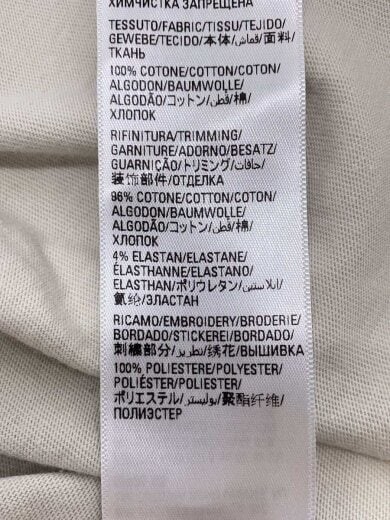 ХИМЧИСТКА ЗАПРЕЩЕНА
TESSUTO/FABRIC/TISSU/TEJIDO/
GEWEBE/TECIDO/本体/قماش/面料/
ТКАНЬ
100% COTONE/COTTON/COTON/
ALGODON/BAUMWOLLE/
ALGODÃO/コットン/قطن/棉/
ХЛОПОК
RIFINITURA/TRIMMING/
GARNITURE/ADORNO/BESATZ/
GUARNIÇÃO/トリミング/حافات/
装饰部件/ОТДЕЛКА
96% COTONE/COTTON/COTON/
ALGODON/BAUMWOLLE/
ALGODÃO/コットン/قطن/棉/
ХЛОПОК
4% ELASTAN/ELASTANE/
ÉLASTHANNE/ELASTANO/
ELASTHAN/ポリウレタン/ايلاستين/
氨纶/ЭЛАСТАН
RICAMO/EMBROIDERY/BRODERIE/
BORDADO/STICKEREI/BORDADO/
刺繍部分/تطريز/绣花/ВЫШИВКА
100% POLIESTERE/POLYESTER/
POLIÉSTER/POLYESTER/
ポリエステル/بوليستر/聚酯纤维/
ПОЛИЭСТЕР